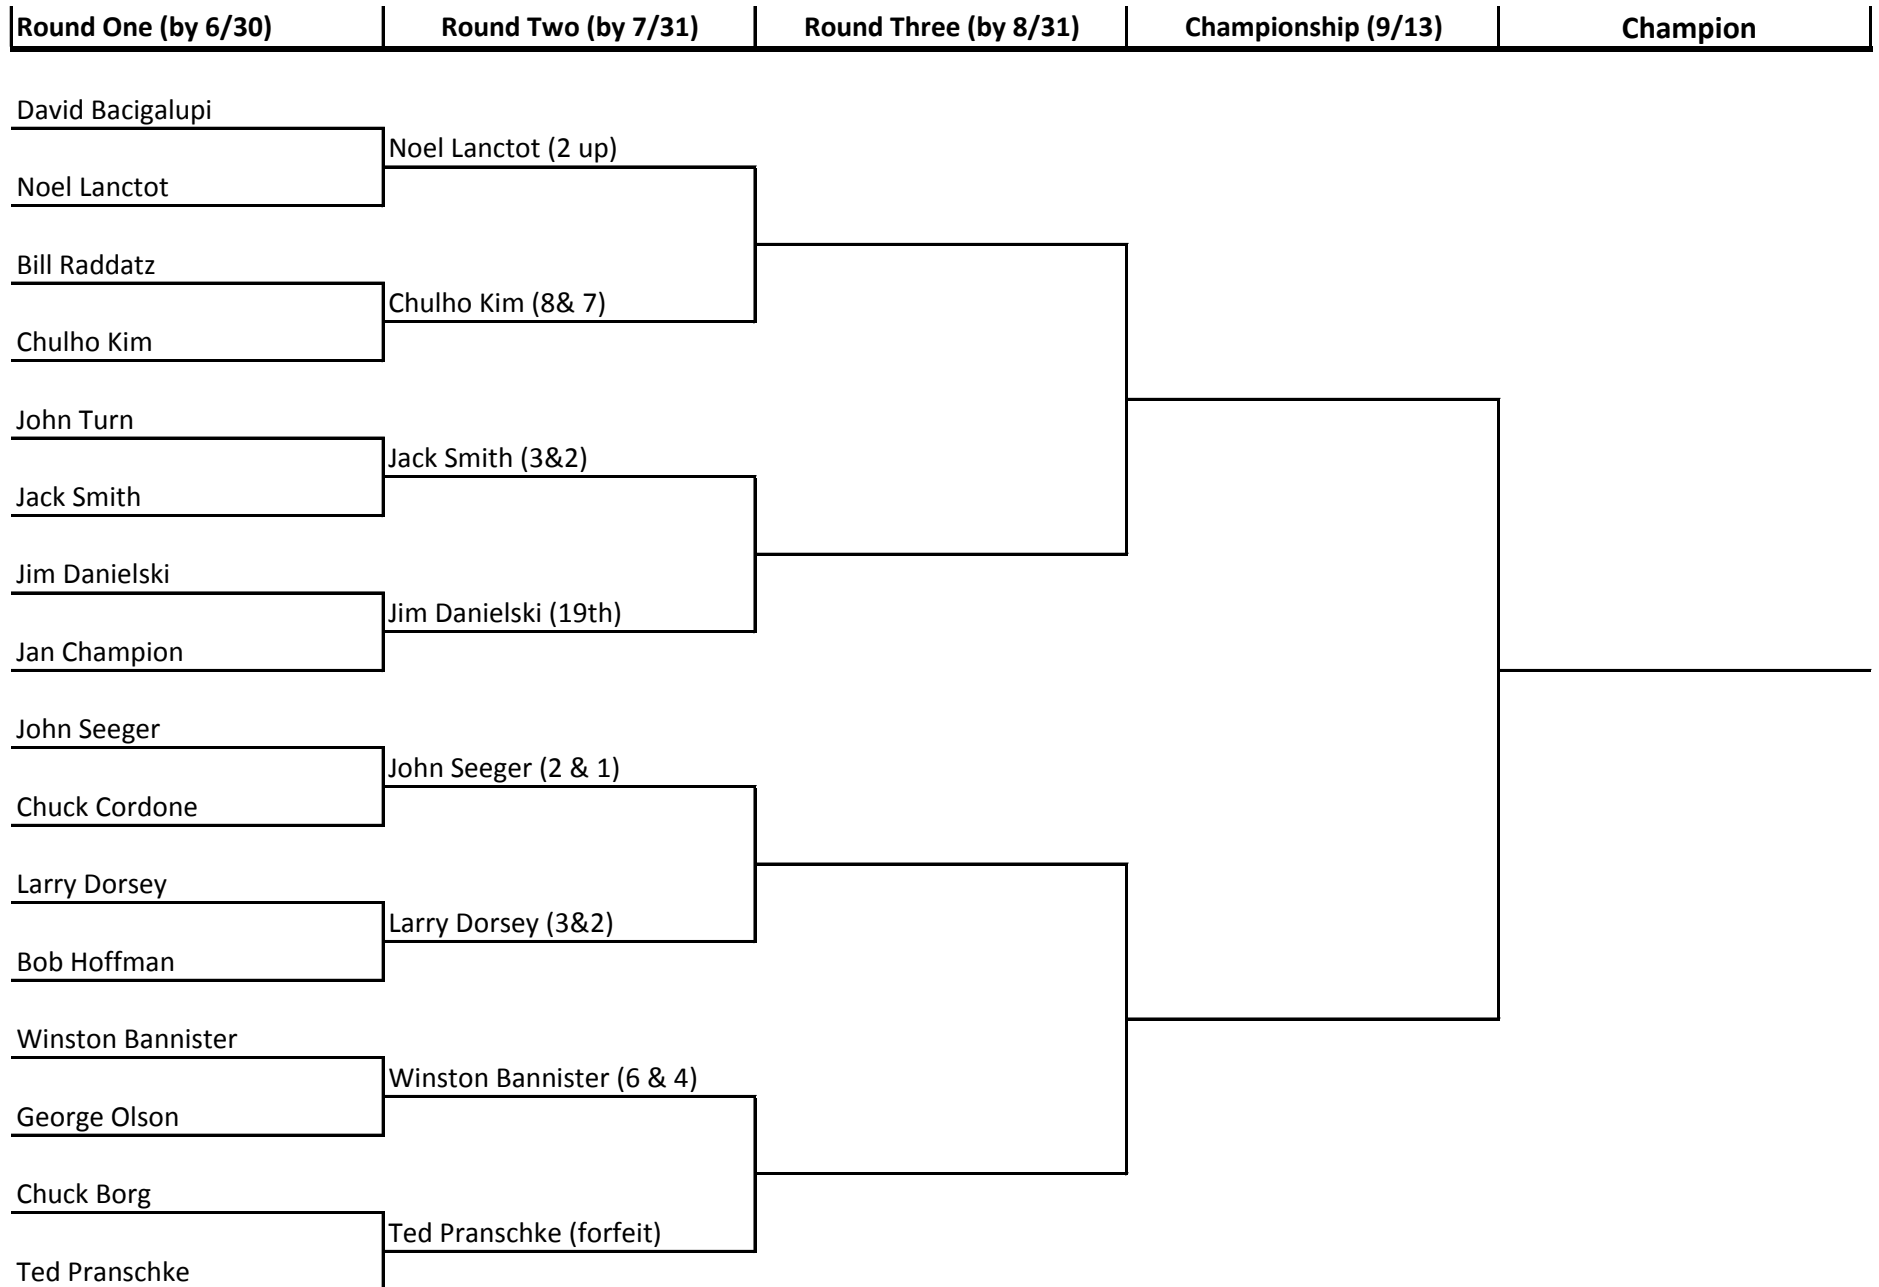 Round One (by 6/30) Round Two (by 7/31) Round Three (by 8/31) Championship (9/13) Champion
David Bacigalupi
Noel Lanctot (2 up)
Noel Lanctot
Bill Raddatz
Chulho Kim (8& 7)
Chulho Kim
John Turn
Jack Smith (3&2)
Jack Smith
Jim Danielski
Jim Danielski (19th)
Jan Champion
John Seeger
John Seeger (2 & 1)
Chuck Cordone
Larry Dorsey
Larry Dorsey (3&2)
Bob Hoffman
Winston Bannister
Winston Bannister (6 & 4)
George Olson
Chuck Borg
Ted Pranschke (forfeit)
Ted Pranschke